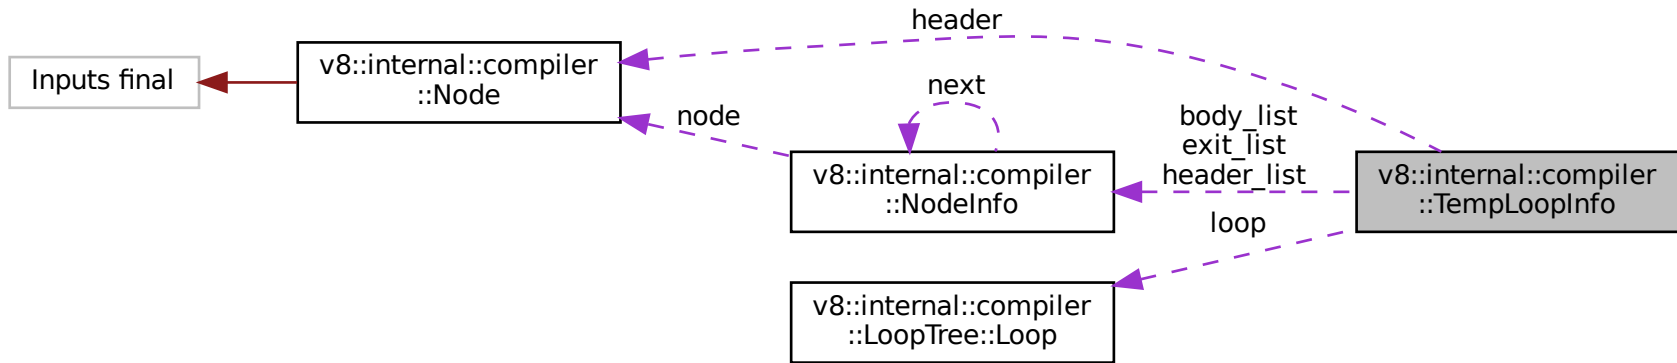 header
Inputs final
v8::internal::compiler
::Node
node
next
body_list
exit_list
header_list
v8::internal::compiler
::NodeInfo
v8::internal::compiler
::TempLoopInfo
loop
v8::internal::compiler
::LoopTree::Loop